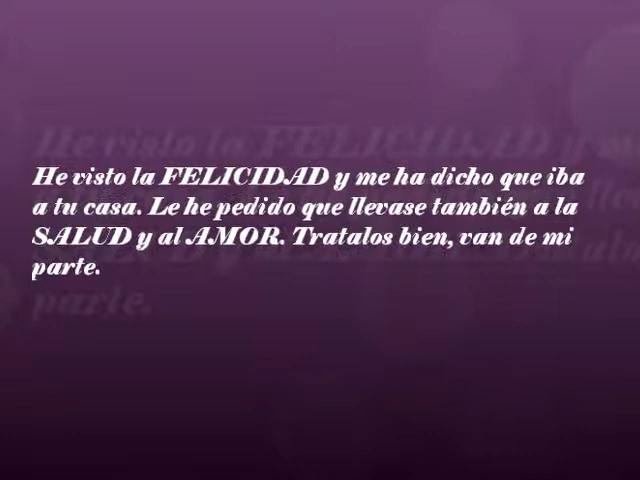 He visto la FELICIDAD y me ha dicho que iba
a tu casa. Le he pedido que llevase también a la
SALUD y al AMOR. Tratalos bien, van de mi
parte.